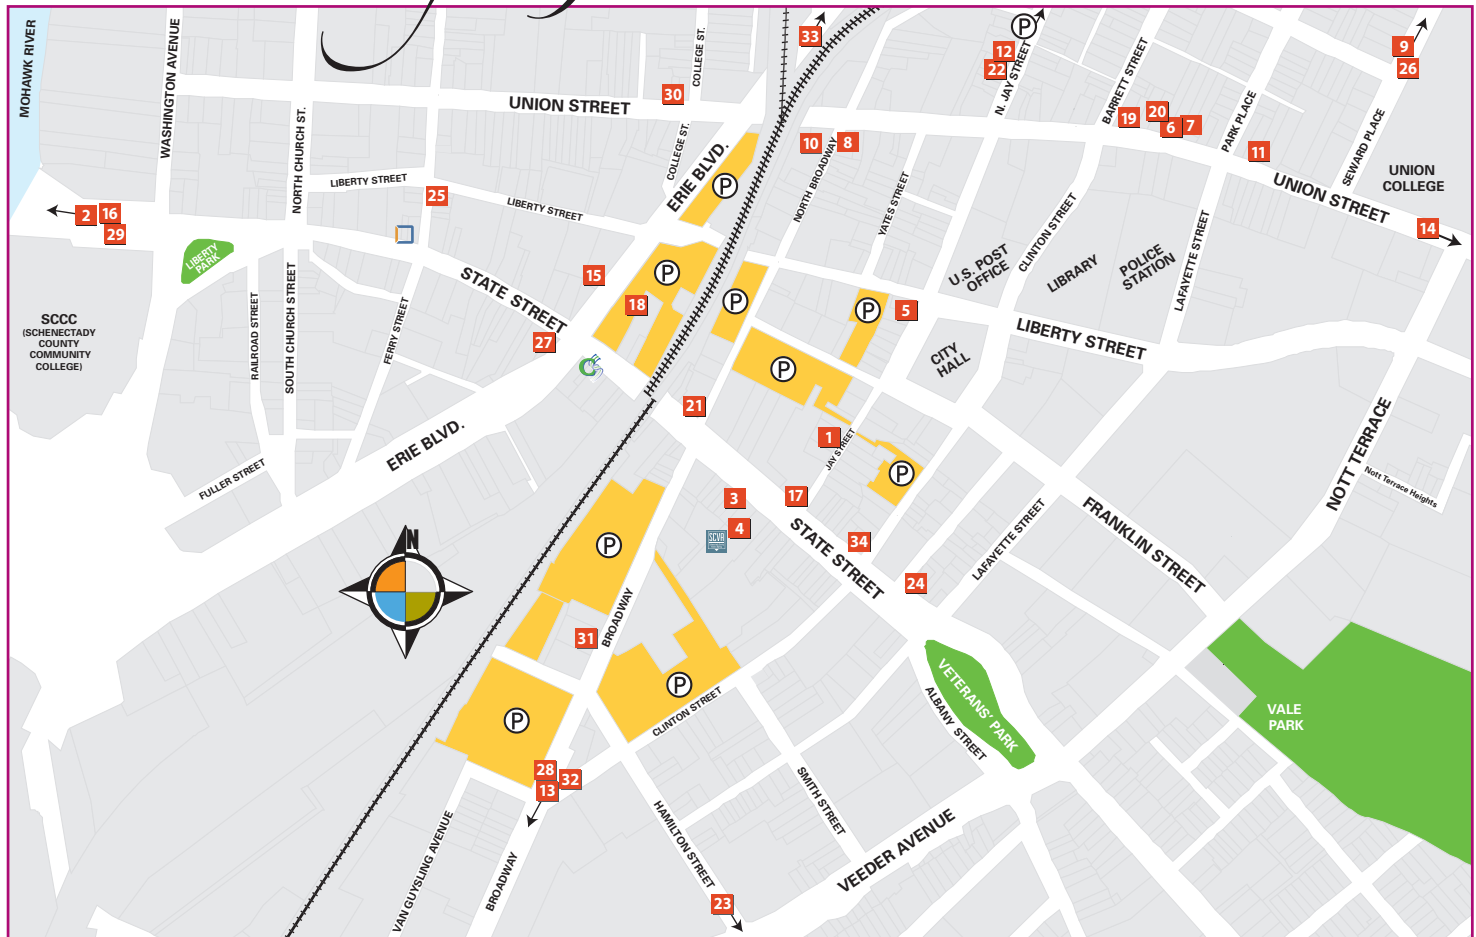 MOHAWK RIVER
WASHINGTON AVENUE
NORTH CHURCH ST.
COLLEGE ST.
33
P
12
22
N. JAY STREET
BARRETT STREET
9
26
30
UNION STREET
19
20
6
7
PARK PLACE
SEWARD PLACE
COLLEGE ST.
ERIE BLVD.
10
8
NORTH BROADWAY
11
UNION
COLLEGE
LIBERTY STREET
25
LIBERTY STREET
P
YATES STREET
UNION STREET
2
16
29
14
LIBERTY
PARK
STATE STREET
15
P
18
P
P
5
U.S. POST
OFFICE
CLINTON STREET
LIBRARY
POLICE
STATION
LAFAYETTE STREET
SCCC
(SCHENECTADY
COUNTY
COMMUNITY
COLLEGE)
RAILROAD STREET
SOUTH CHURCH STREET
FERRY STREET
27
C
CITY
HALL
LIBERTY STREET
P
21
1
JAY STREET
P
ERIE BLVD.
FULLER STREET
NOTT TERRACE
Nott Terrace Heights
3
17
4
SCVA
STATE STREET
34
24
LAFAYETTE STREET
FRANKLIN STREET
N
P
31
BROADWAY
P
CLINTON STREET
VETERANS' PARK
ALBANY STREET
VALE
PARK
P
28
32
13
SMITH STREET
HAMILTON STREET
VEEDER AVENUE
VAN GUYSLING AVENUE
BROADWAY
23